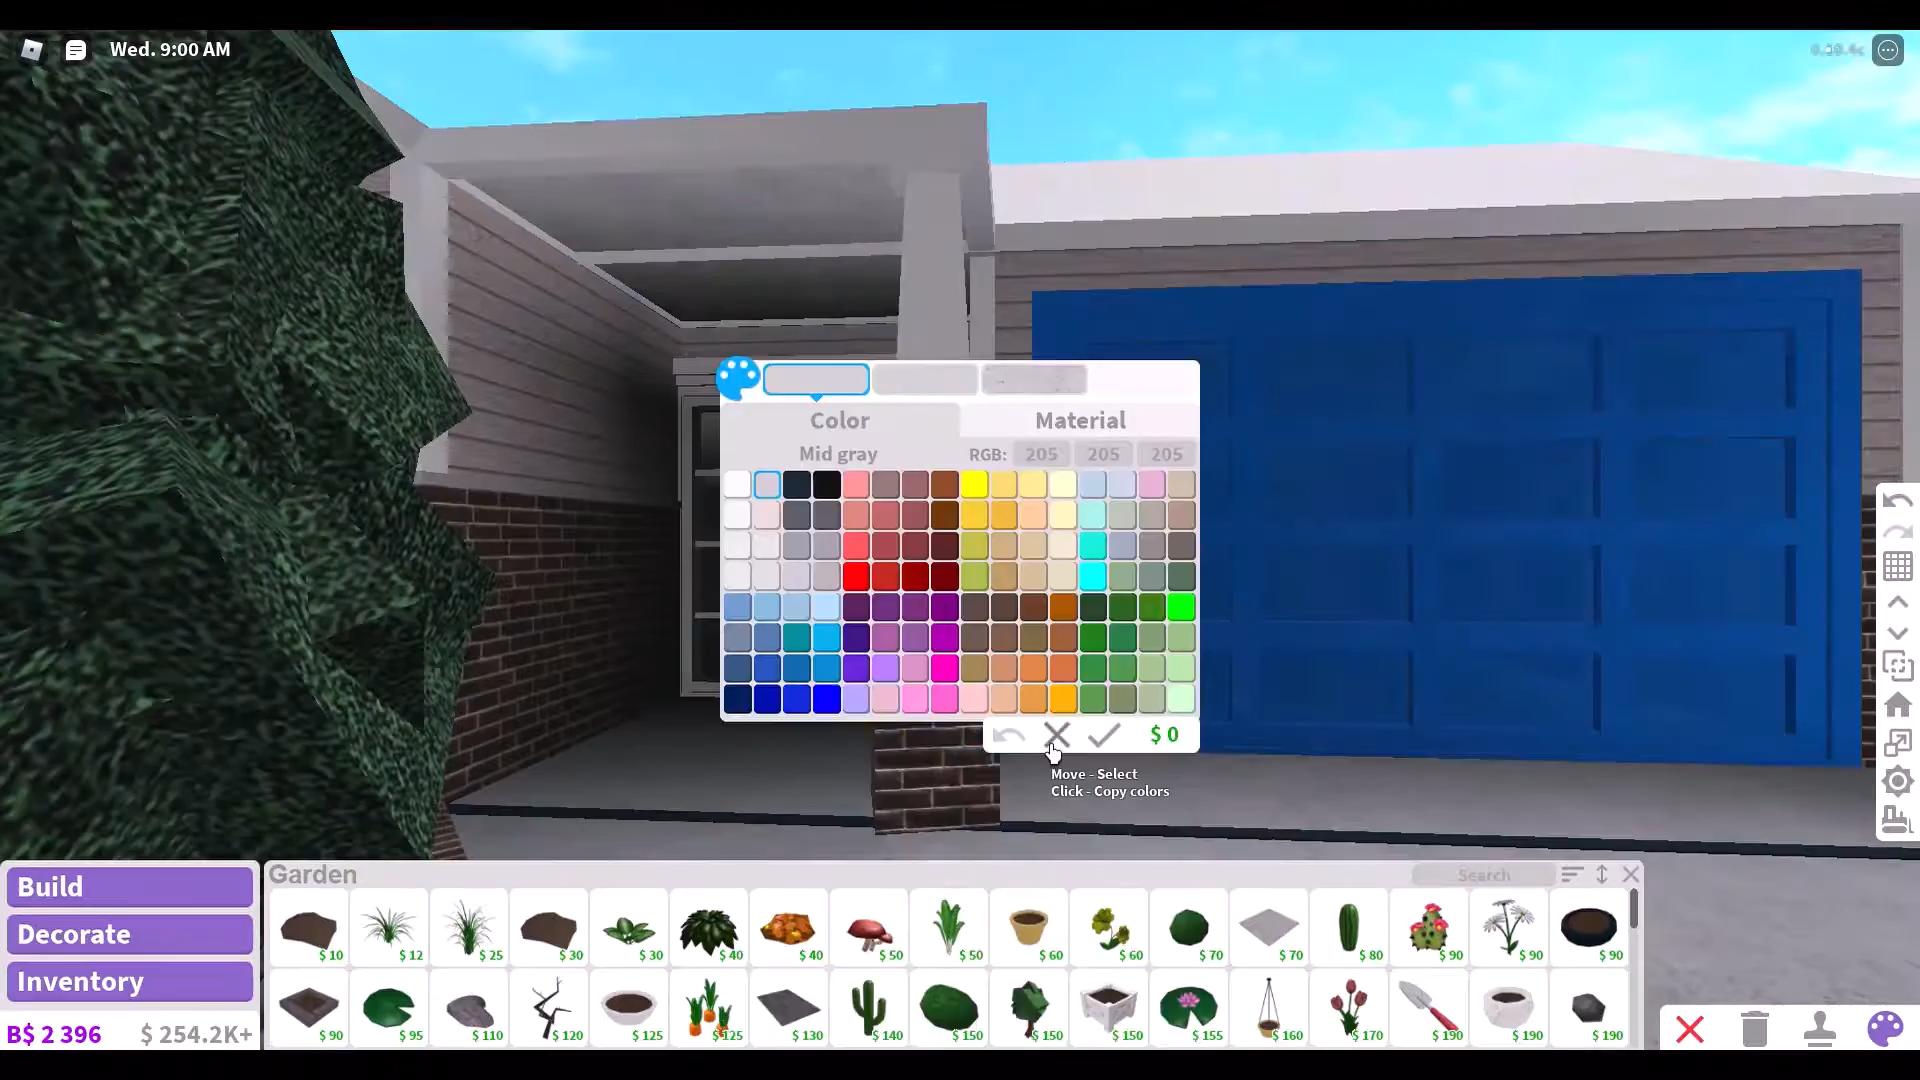 Wed. 9:00 AM
Color
Material
Mid gray
RGB: 205 205 205
$ 0
Move - Select
Click - Copy colors
Build
Decorate
Inventory
B$ 2 396
$ 254.2K+
Garden
Search
$ 10
$ 12
$ 25
$ 30
$ 30
$ 40
$ 40
$ 50
$ 50
$ 60
$ 60
$ 70
$ 70
$ 80
$ 90
$ 90
$ 90
$ 90
$ 95
$ 110
$ 120
$ 125
$ 125
$ 130
$ 140
$ 150
$ 150
$ 150
$ 155
$ 160
$ 170
$ 190
$ 190
$ 190